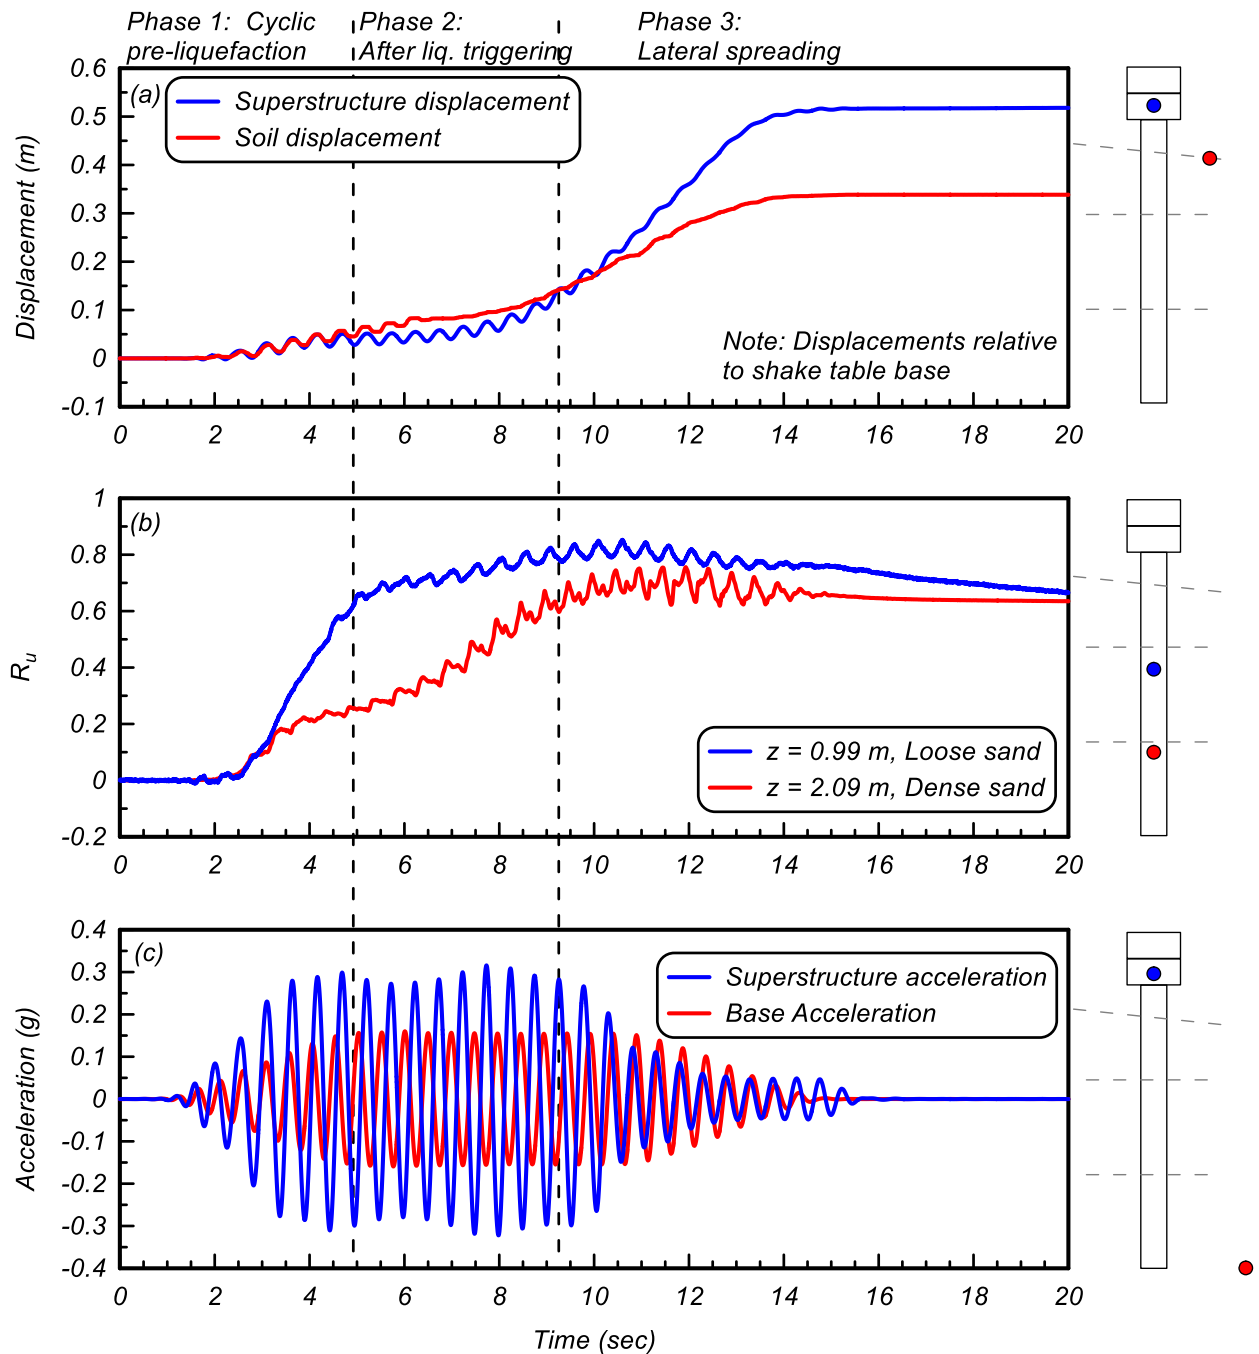 Phase 1:  Cyclic
pre-liquefaction
Phase 2:
After liq. triggering
Phase 3:
Lateral spreading
(a)
Superstructure displacement
Soil displacement
Displacement (m)
0.6
0.5
0.4
0.3
0.2
0.1
0
-0.1
Note: Displacements relative
to shake table base
0 2 4 6 8 10 12 14 16 18 20
(b)
R_u
1
0.8
0.6
0.4
0.2
0
-0.2
z = 0.99 m, Loose sand
z = 2.09 m, Dense sand
0 2 4 6 8 10 12 14 16 18 20
(c)
Superstructure acceleration
Base Acceleration
Acceleration (g)
0.4
0.3
0.2
0.1
0
-0.1
-0.2
-0.3
-0.4
0 2 4 6 8 10 12 14 16 18 20
Time (sec)